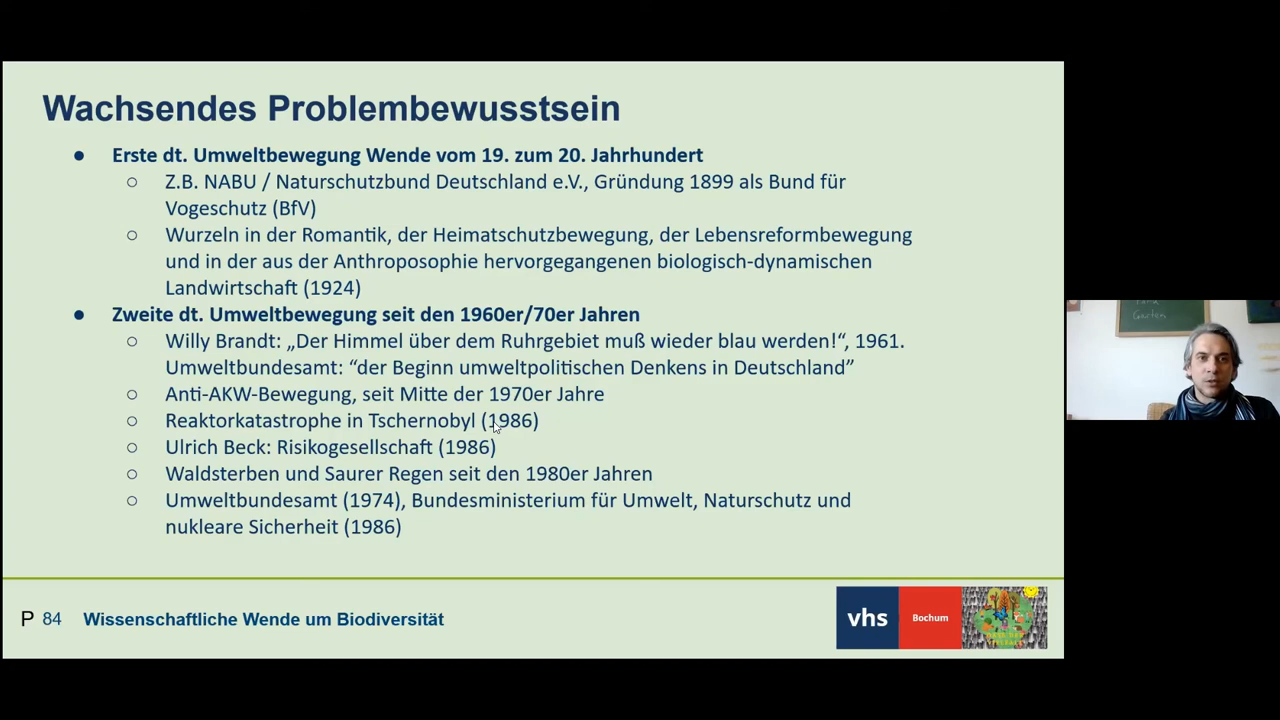 Wachsendes Problembewusstsein
● Erste dt. Umweltbewegung Wende vom 19. zum 20. Jahrhundert
○ Z.B. NABU / Naturschutzbund Deutschland e.V., Gründung 1899 als Bund für
Vogeschutz (BfV)
○ Wurzeln in der Romantik, der Heimatschutzbewegung, der Lebensreformbewegung
und in der aus der Anthroposophie hervorgegangenen biologisch-dynamischen
Landwirtschaft (1924)
● Zweite dt. Umweltbewegung seit den 1960er/70er Jahren
○ Willy Brandt: „Der Himmel über dem Ruhrgebiet muß wieder blau werden!“, 1961.
Umweltbundesamt: “der Beginn umweltpolitischen Denkens in Deutschland”
○ Anti-AKW-Bewegung, seit Mitte der 1970er Jahre
○ Reaktorkatastrophe in Tschernobyl (1986)
○ Ulrich Beck: Risikogesellschaft (1986)
○ Waldsterben und Saurer Regen seit den 1980er Jahren
○ Umweltbundesamt (1974), Bundesministerium für Umwelt, Naturschutz und
nukleare Sicherheit (1986)
P 84 Wissenschaftliche Wende um Biodiversität
vhs Bochum
Garten